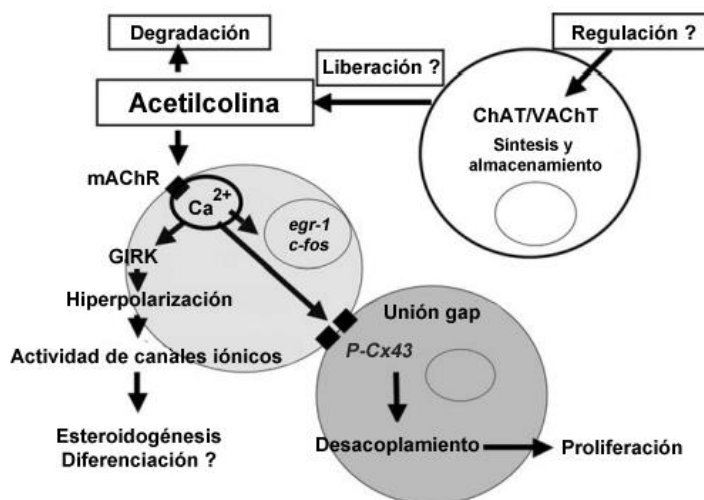 Degradación
Regulación ?
Liberación ?
Acetilcolina
ChAT/VAChT
Síntesis y
almacenamiento
mAChR
Ca2+
egr-1
c-fos
GIRK
Hiperpolarización
Unión gap
P-Cx43
Actividad de canales iónicos
Esteroidogénesis
Diferenciación ?
Desacoplamiento
Proliferación